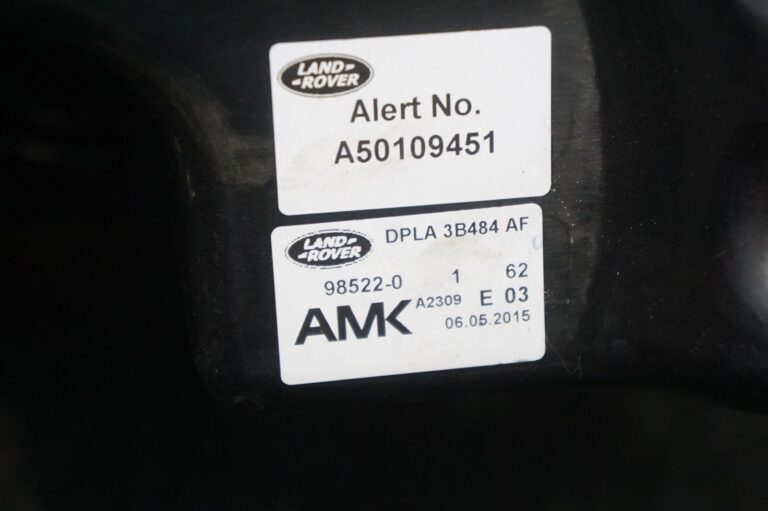 LAND-
-ROVER
Alert No.
A50109451
LAND-
-ROVER
DPLA 3B484 AF
98522-0 1 62
AMK A2309 E 03
06.05.2015